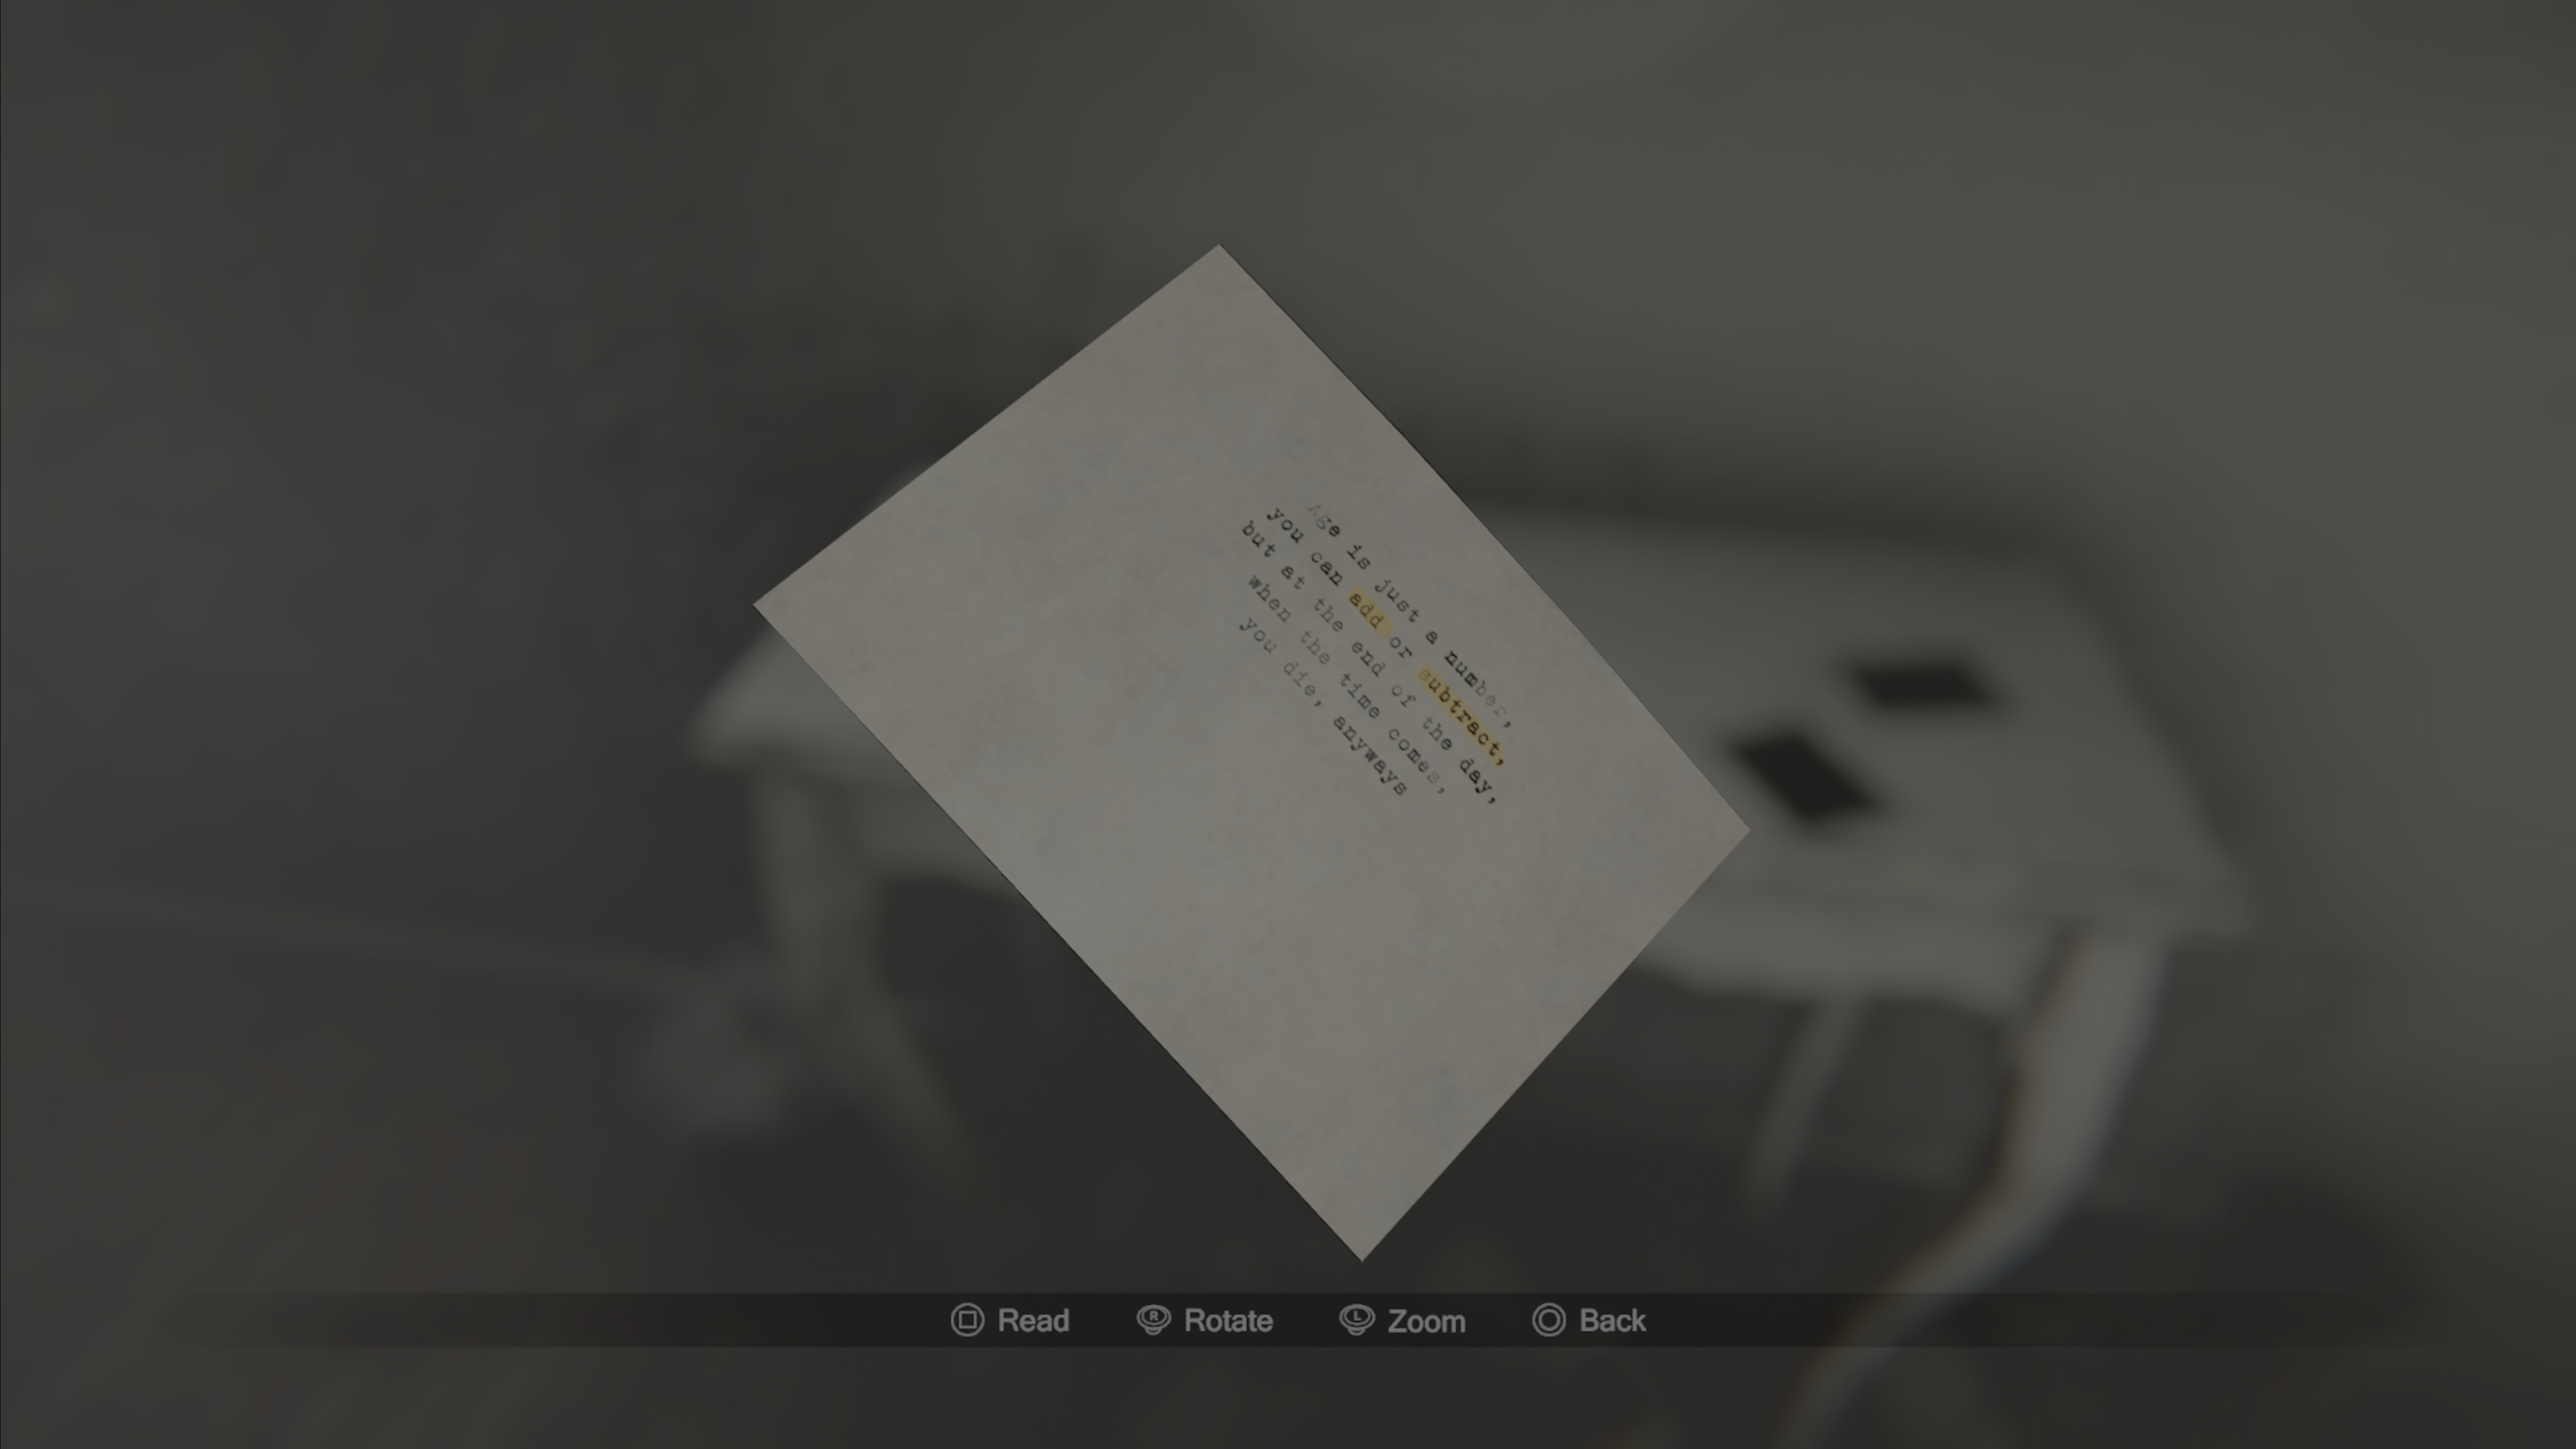 Age is just a number,
you can add or subtract,
but at the end of the day,
when the time comes,
you die, anyways
Read Rotate Zoom Back